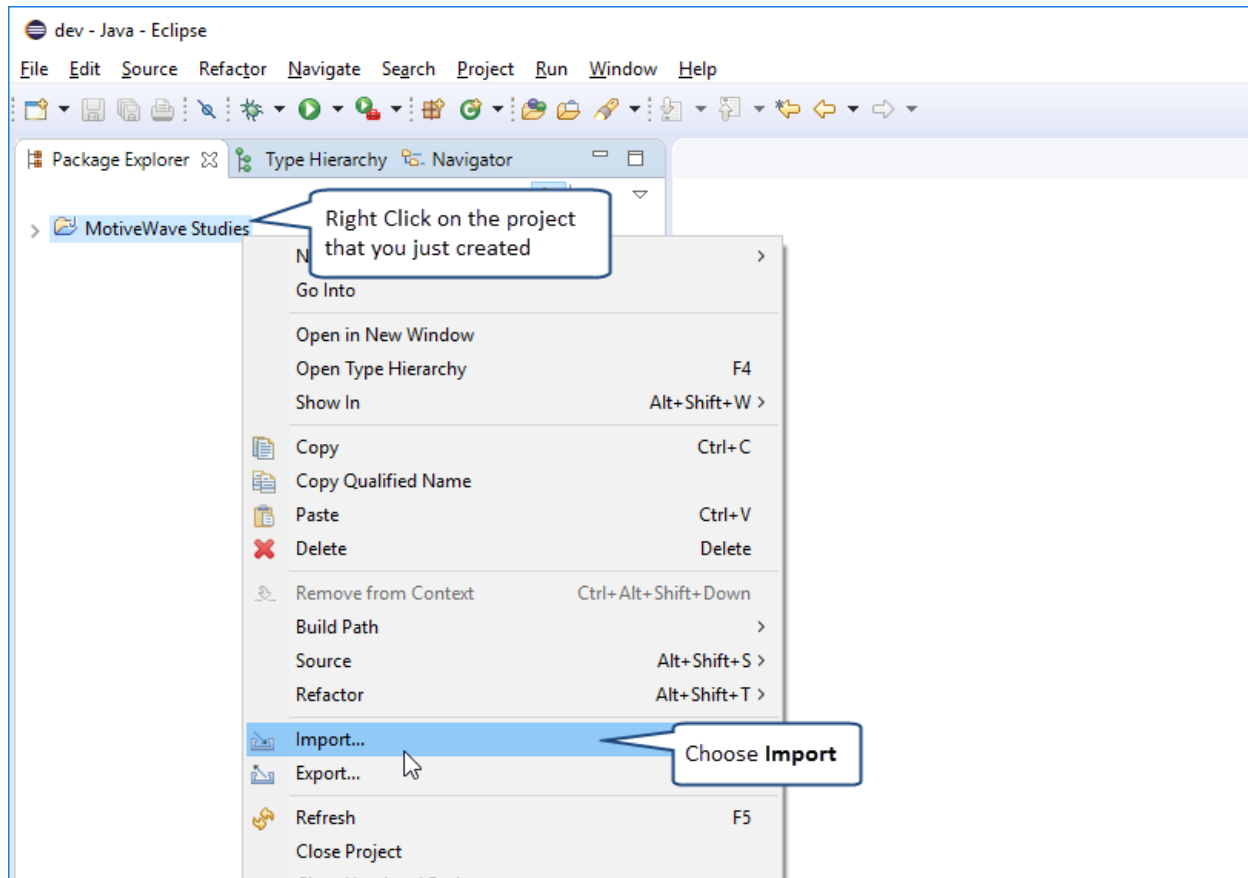 dev - Java - Eclipse
File Edit Source Refactor Navigate Search Project Run Window Help
Package Explorer Type Hierarchy Navigator
MotiveWave Studies
Right Click on the project
that you just created
Go Into
Open in New Window
Open Type Hierarchy F4
Show In Alt+Shift+W >
Copy Ctrl+C
Copy Qualified Name
Paste Ctrl+V
Delete Delete
Remove from Context Ctrl+Alt+Shift+Down
Build Path >
Source Alt+Shift+S >
Refactor Alt+Shift+T >
Import...
Choose Import
Export...
Refresh F5
Close Project